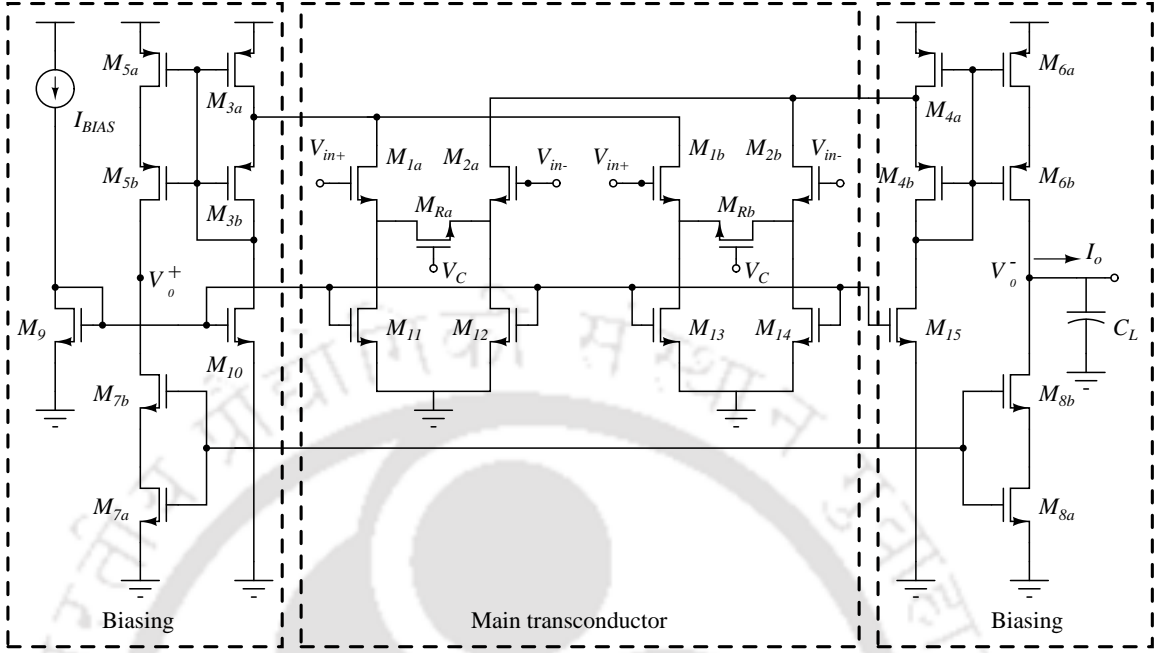 M5a
M3a
IBIAS
M5b
M3b
Vo+
M9
M10
M7b
M7a
Biasing
Vin+
M1a
M2a
Vin-
MRa
VC
M11
M12
Vin+
M1b
M2b
Vin-
MRb
VC
M13
M14
Main transconductor
M4a
M6a
M4b
M6b
Vo-
Io
M15
CL
M8b
M8a
Biasing